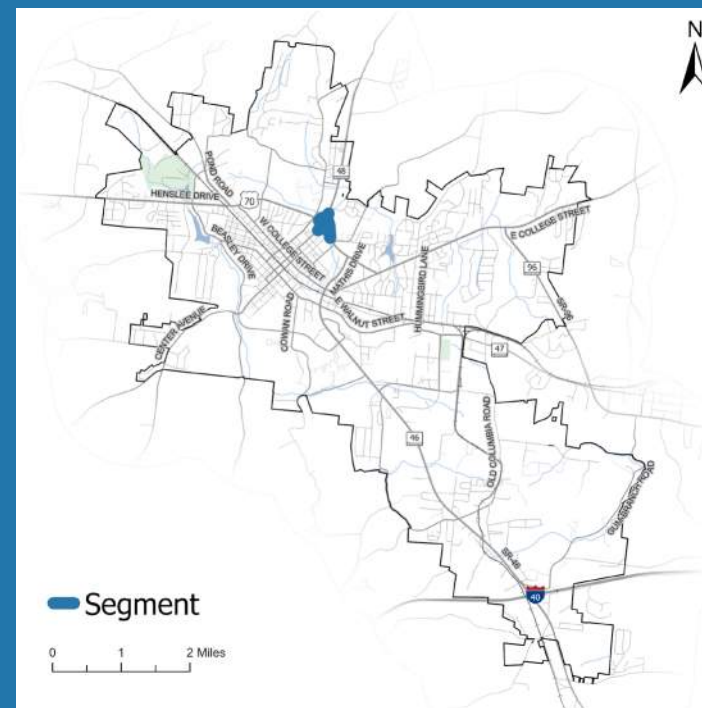 N
48
POND ROAD
HENSLEE DRIVE
70
W COLLEGE STREET
BEASLEY DRIVE
MATHIS DRIVE
E COLLEGE STREET
96
HUMMINGBIRD LANE
SR-96
COWAN ROAD
E WALNUT STREET
CENTER AVENUE
47
46
OLD COLUMBIA ROAD
GUM BRANCH ROAD
SR-46
40
Segment
0 1 2 Miles